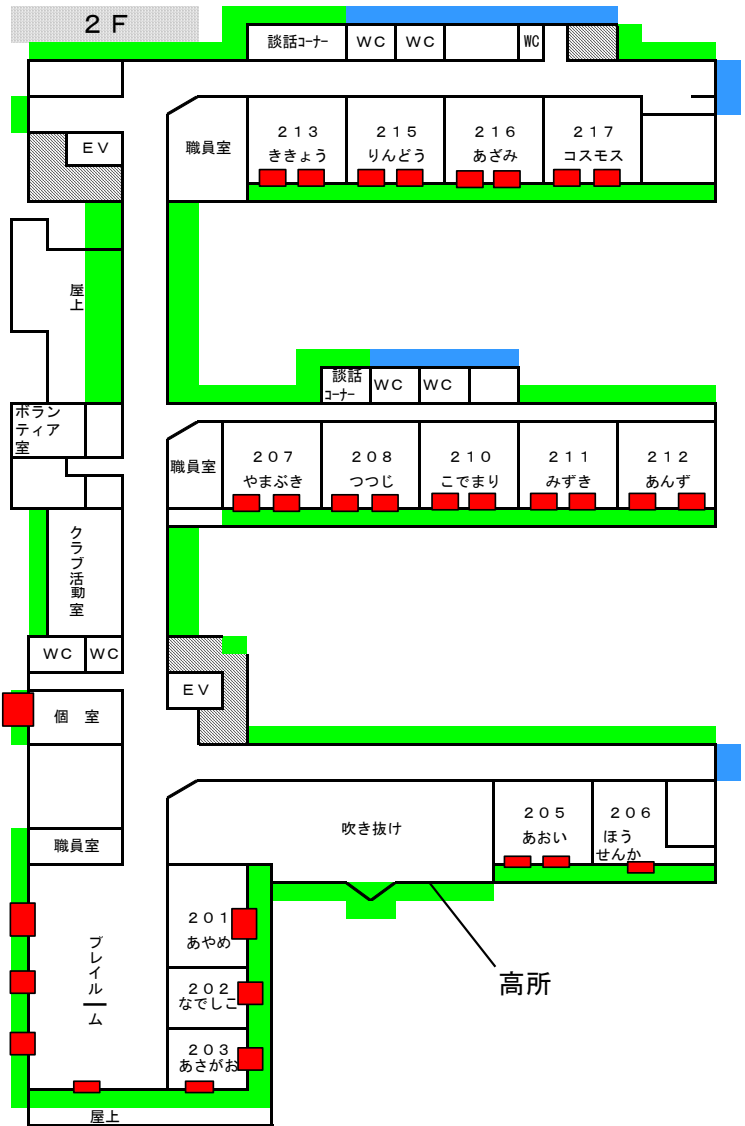 ２Ｆ
談話ｺｰﾅｰ
ＷＣ
ＷＣ
WC
ＥＶ
職員室
２１３
ききょう
２１５
りんどう
２１６
あざみ
２１７
コスモス
屋上
談話
ｺｰﾅｰ
ＷＣ
ＷＣ
ボラン
ティア
室
職員室
２０７
やまぶき
２０８
つつじ
２１０
こでまり
２１１
みずき
２１２
あんず
クラブ活動室
ＷＣ
ＷＣ
ＥＶ
個　室
吹き抜け
２０５
あおい
２０６
ほう
せんか
職員室
２０１
あやめ
プレイルーム
２０２
なでしこ
高所
２０３
あさがお
屋上